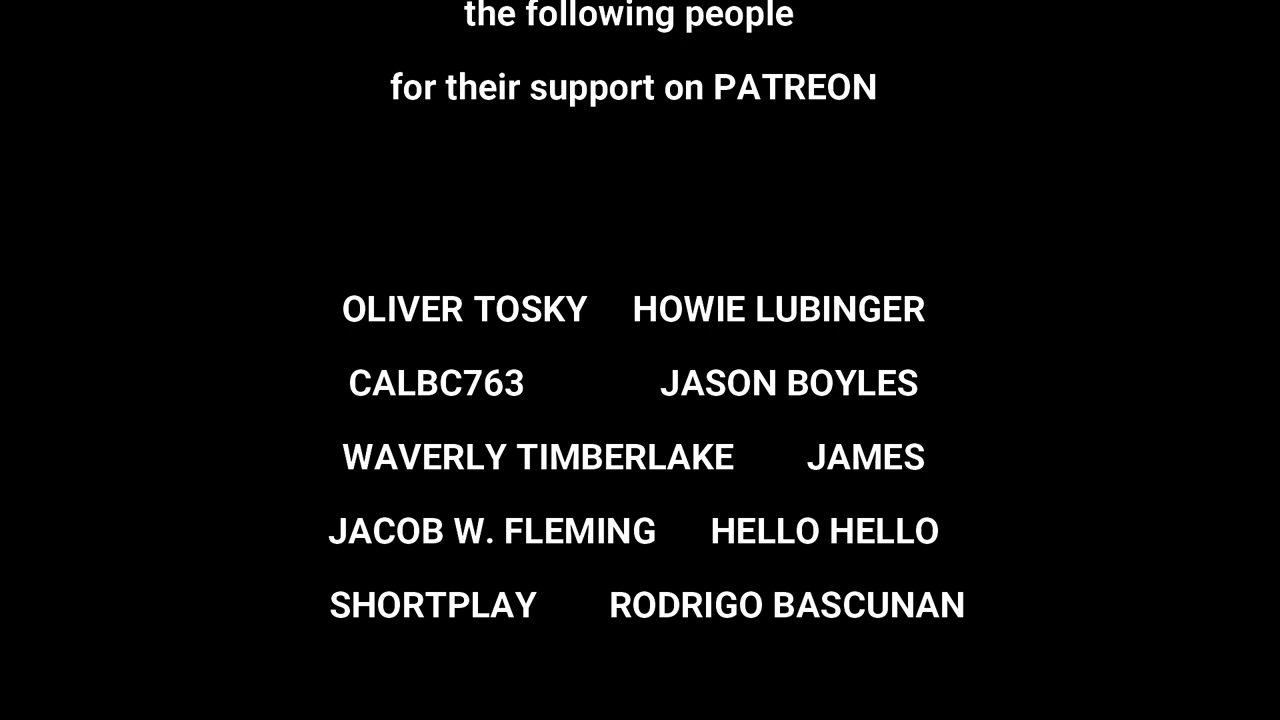 the following people
for their support on PATREON
OLIVER TOSKY HOWIE LUBINGER
CALBC763 JASON BOYLES
WAVERLY TIMBERLAKE JAMES
JACOB W. FLEMING HELLO HELLO
SHORTPLAY RODRIGO BASCUNAN